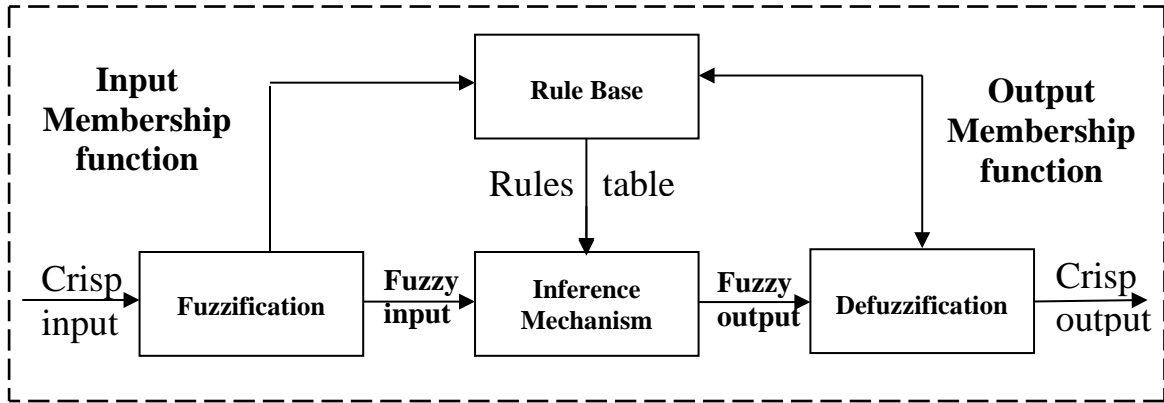 Input
Membership
function
Rule Base
Output
Membership
function
Rules table
Crisp
input
Fuzzification
Fuzzy
input
Inference
Mechanism
Fuzzy
output
Defuzzification
Crisp
output